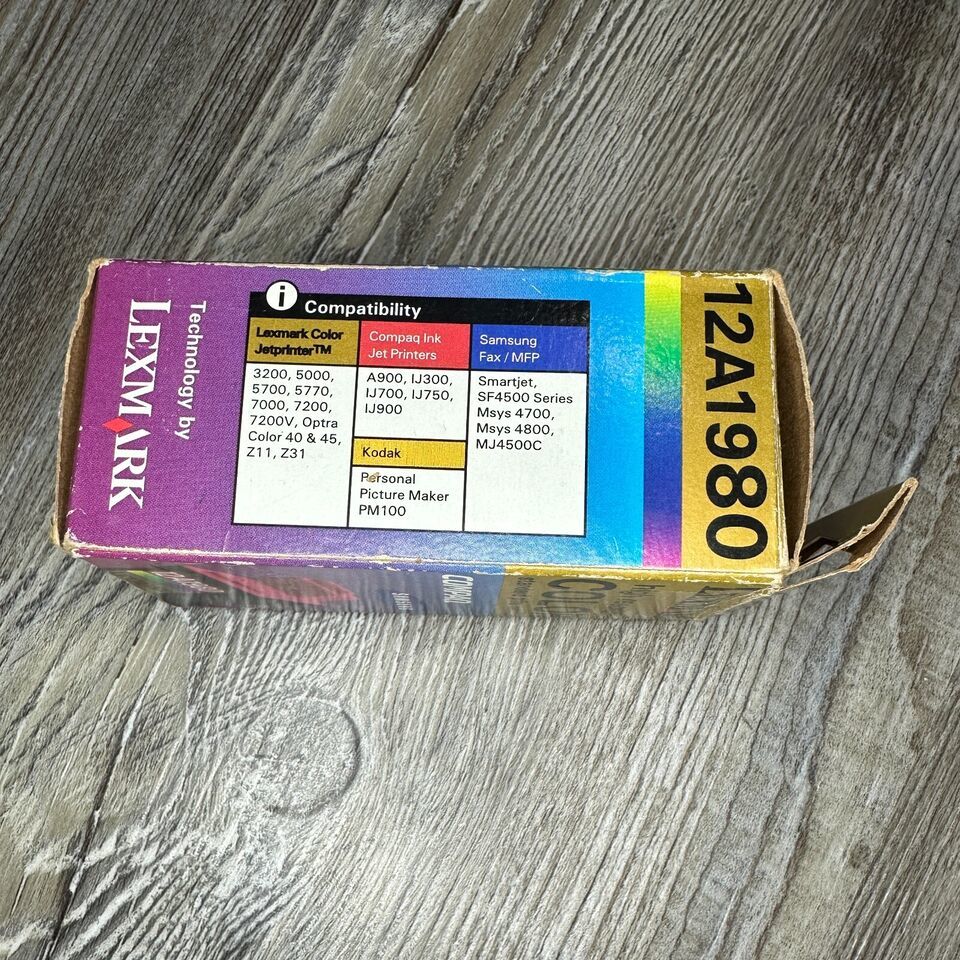 Technology by
LEXMARK
i Compatibility
Lexmark Color
Jetprinter™
3200, 5000,
5700, 5770,
7000, 7200,
7200V, Optra
Color 40 & 45,
Z11, Z31
Compaq Ink
Jet Printers
A900, IJ300,
IJ700, IJ750,
IJ900
Kodak
Personal
Picture Maker
PM100
Samsung
Fax / MFP
Smartjet,
SF4500 Series
Msys 4700,
Msys 4800,
MJ4500C
12A1980
COMPAQ